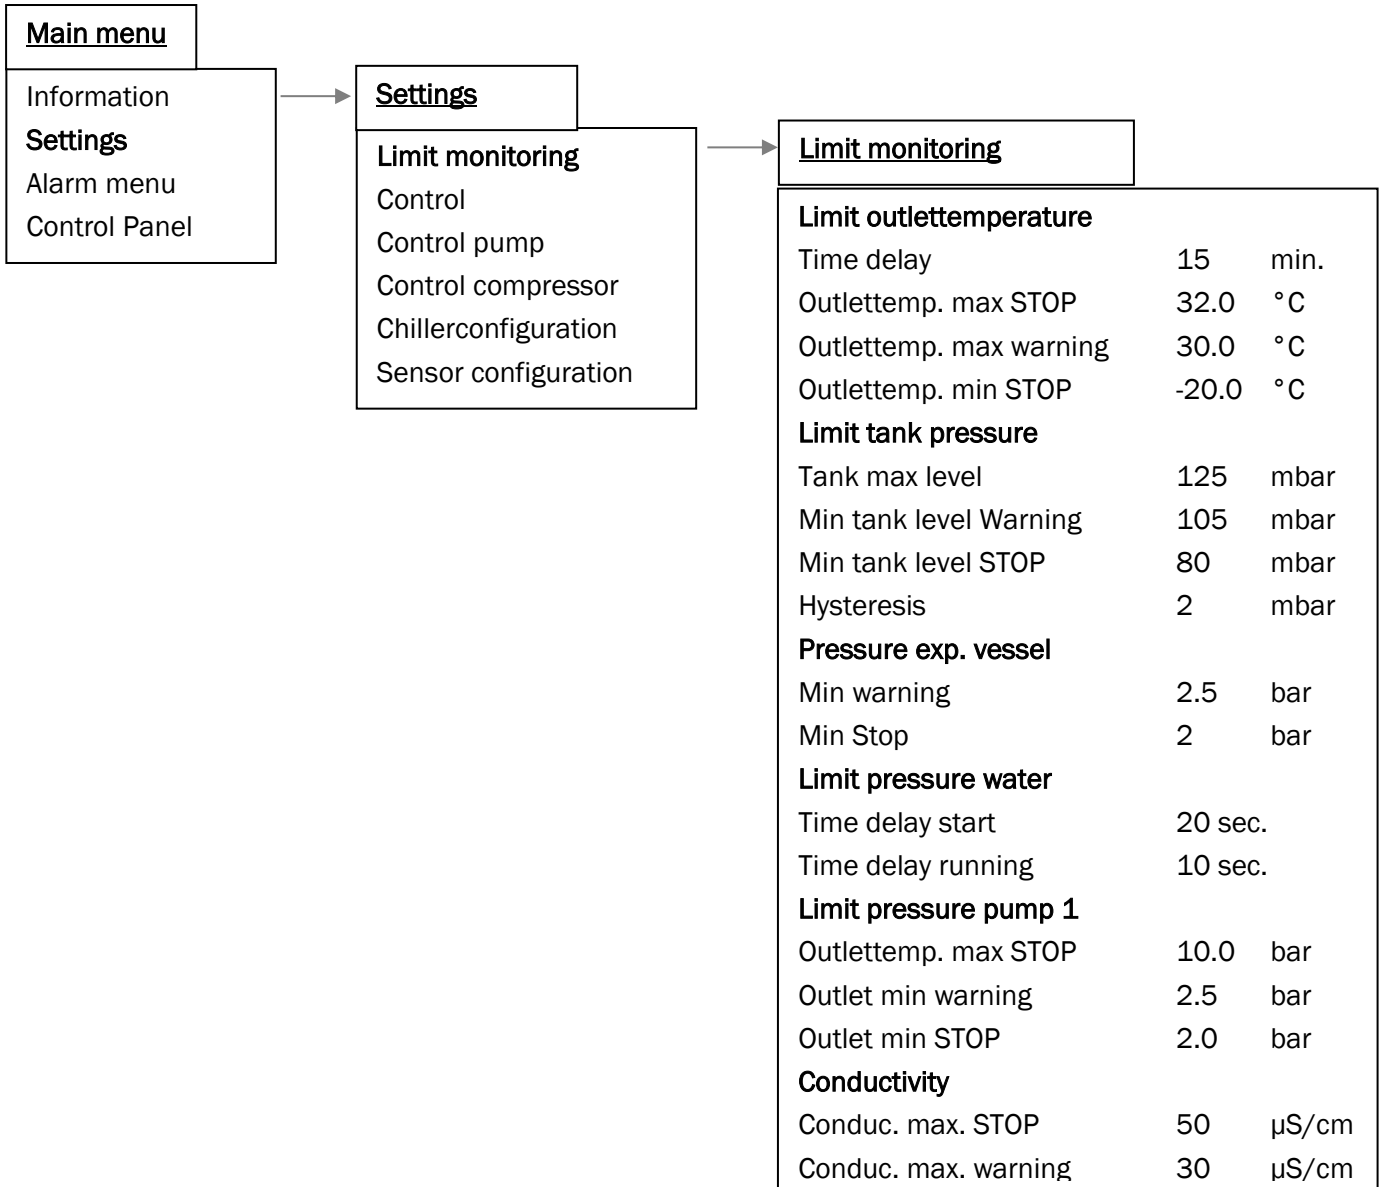 Main menu
Information
Settings
Alarm menu
Control Panel
Settings
Limit monitoring
Control
Control pump
Control compressor
Chillerconfiguration
Sensor configuration
Limit monitoring
Limit outlettemperature
Time delay 15 min.
Outlettemp. max STOP 32.0 °C
Outlettemp. max warning 30.0 °C
Outlettemp. min STOP -20.0 °C
Limit tank pressure
Tank max level 125 mbar
Min tank level Warning 105 mbar
Min tank level STOP 80 mbar
Hysteresis 2 mbar
Pressure exp. vessel
Min warning 2.5 bar
Min Stop 2 bar
Limit pressure water
Time delay start 20 sec.
Time delay running 10 sec.
Limit pressure pump 1
Outlettemp. max STOP 10.0 bar
Outlet min warning 2.5 bar
Outlet min STOP 2.0 bar
Conductivity
Conduc. max. STOP 50 µS/cm
Conduc. max. warning 30 µS/cm